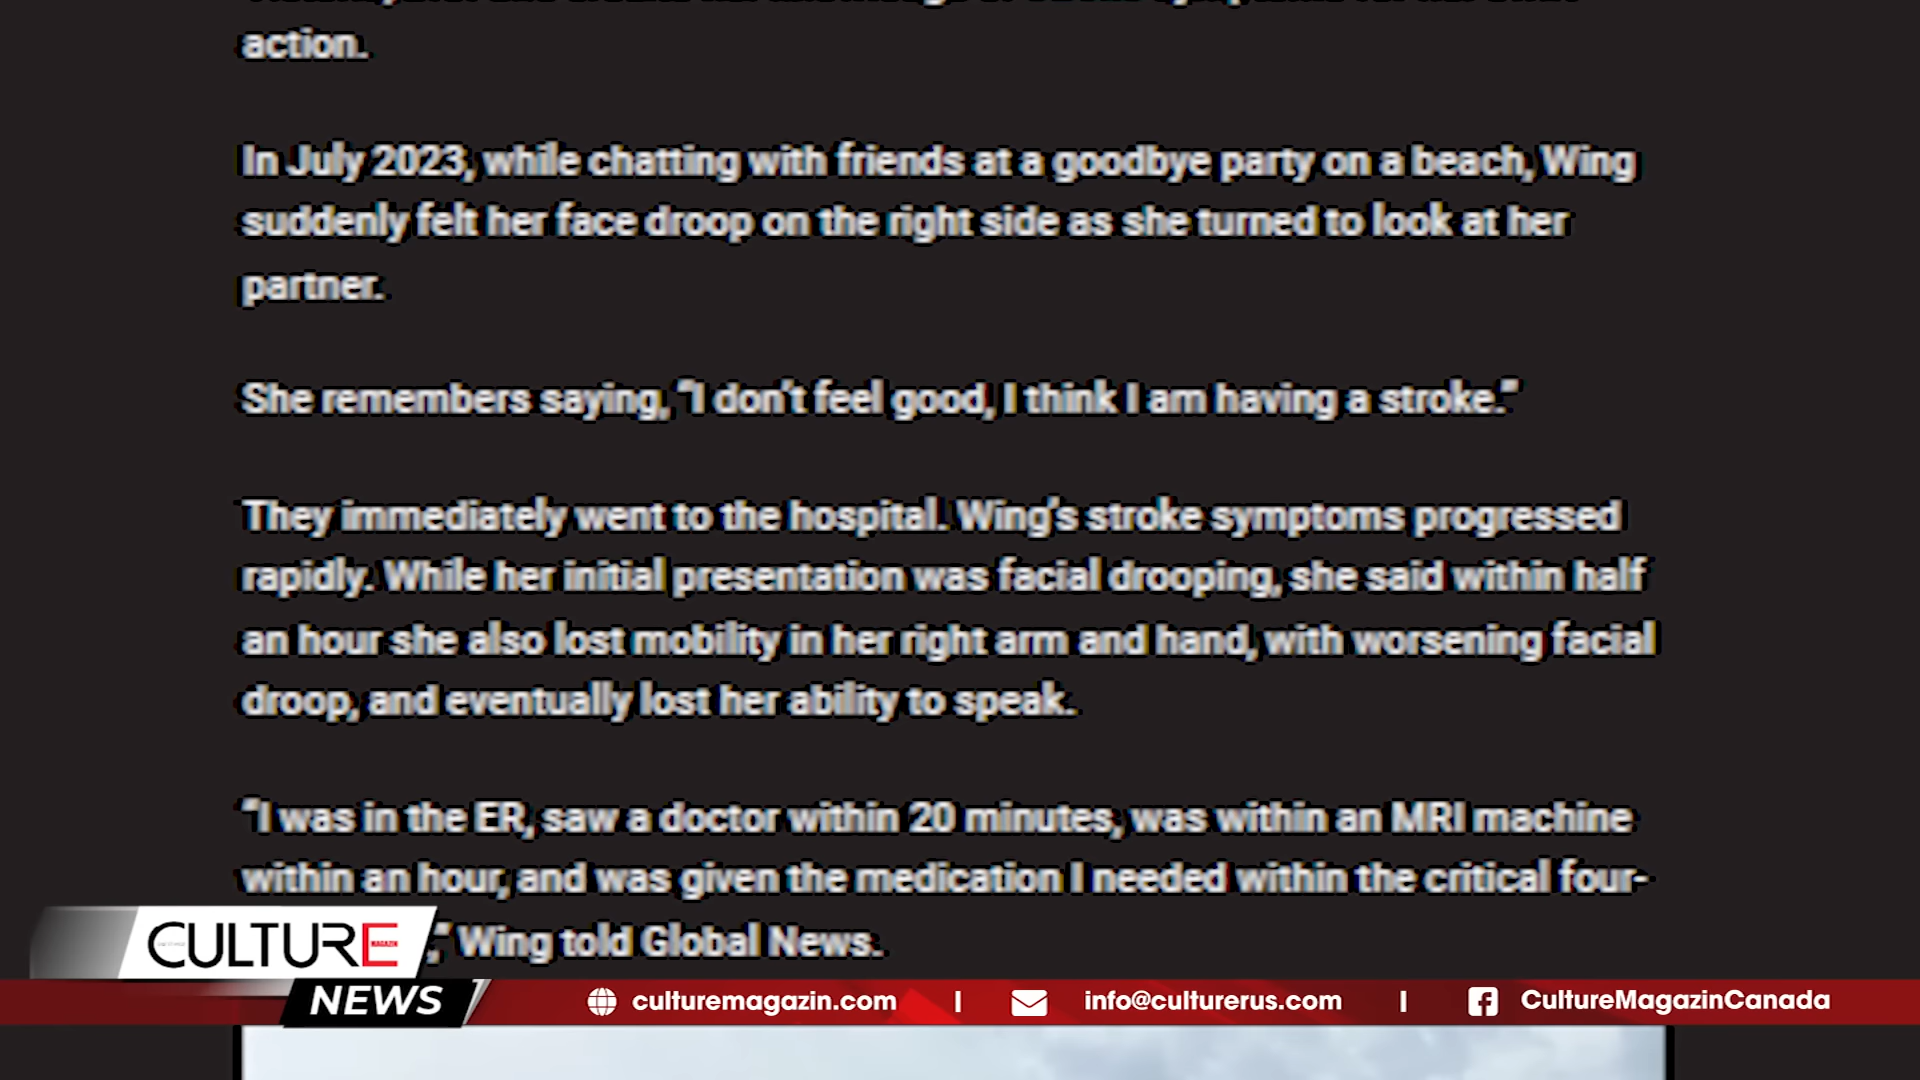 action.
In July 2023, while chatting with friends at a goodbye party on a beach, Wing
suddenly felt her face droop on the right side as she turned to look at her
partner.
She remembers saying, “I don’t feel good, I think I am having a stroke.”
They immediately went to the hospital. Wing’s stroke symptoms progressed
rapidly. While her initial presentation was facial drooping, she said within half
an hour she also lost mobility in her right arm and hand, with worsening facial
droop, and eventually lost her ability to speak.
“I was in the ER, saw a doctor within 20 minutes, was within an MRI machine
within an hour, and was given the medication I needed within the critical four-
,” Wing told Global News.
CULTURE
MAGAZIN
NEWS
culturemagazin.com | info@culturerus.com | CultureMagazinCanada